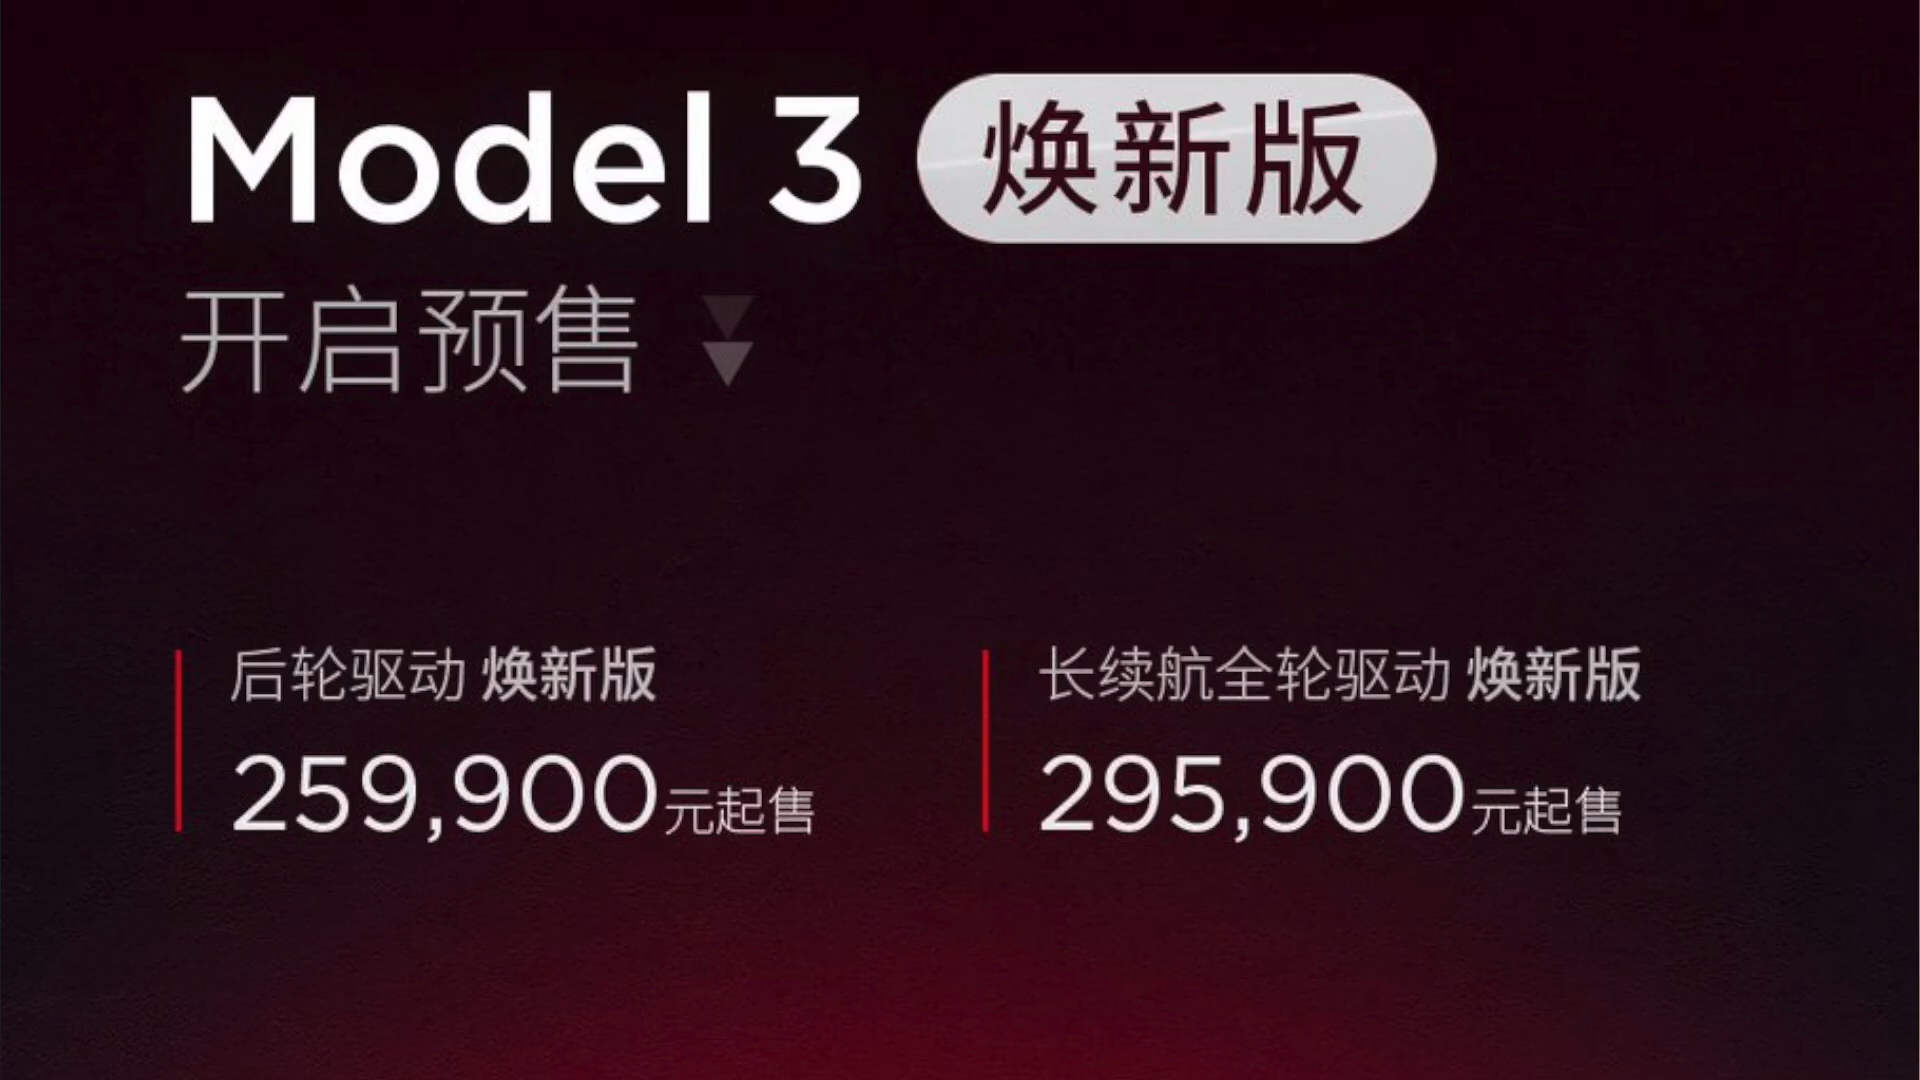 Model 3 焕新版
开启预售
后轮驱动 焕新版
259,900元起售
长续航全轮驱动 焕新版
295,900元起售